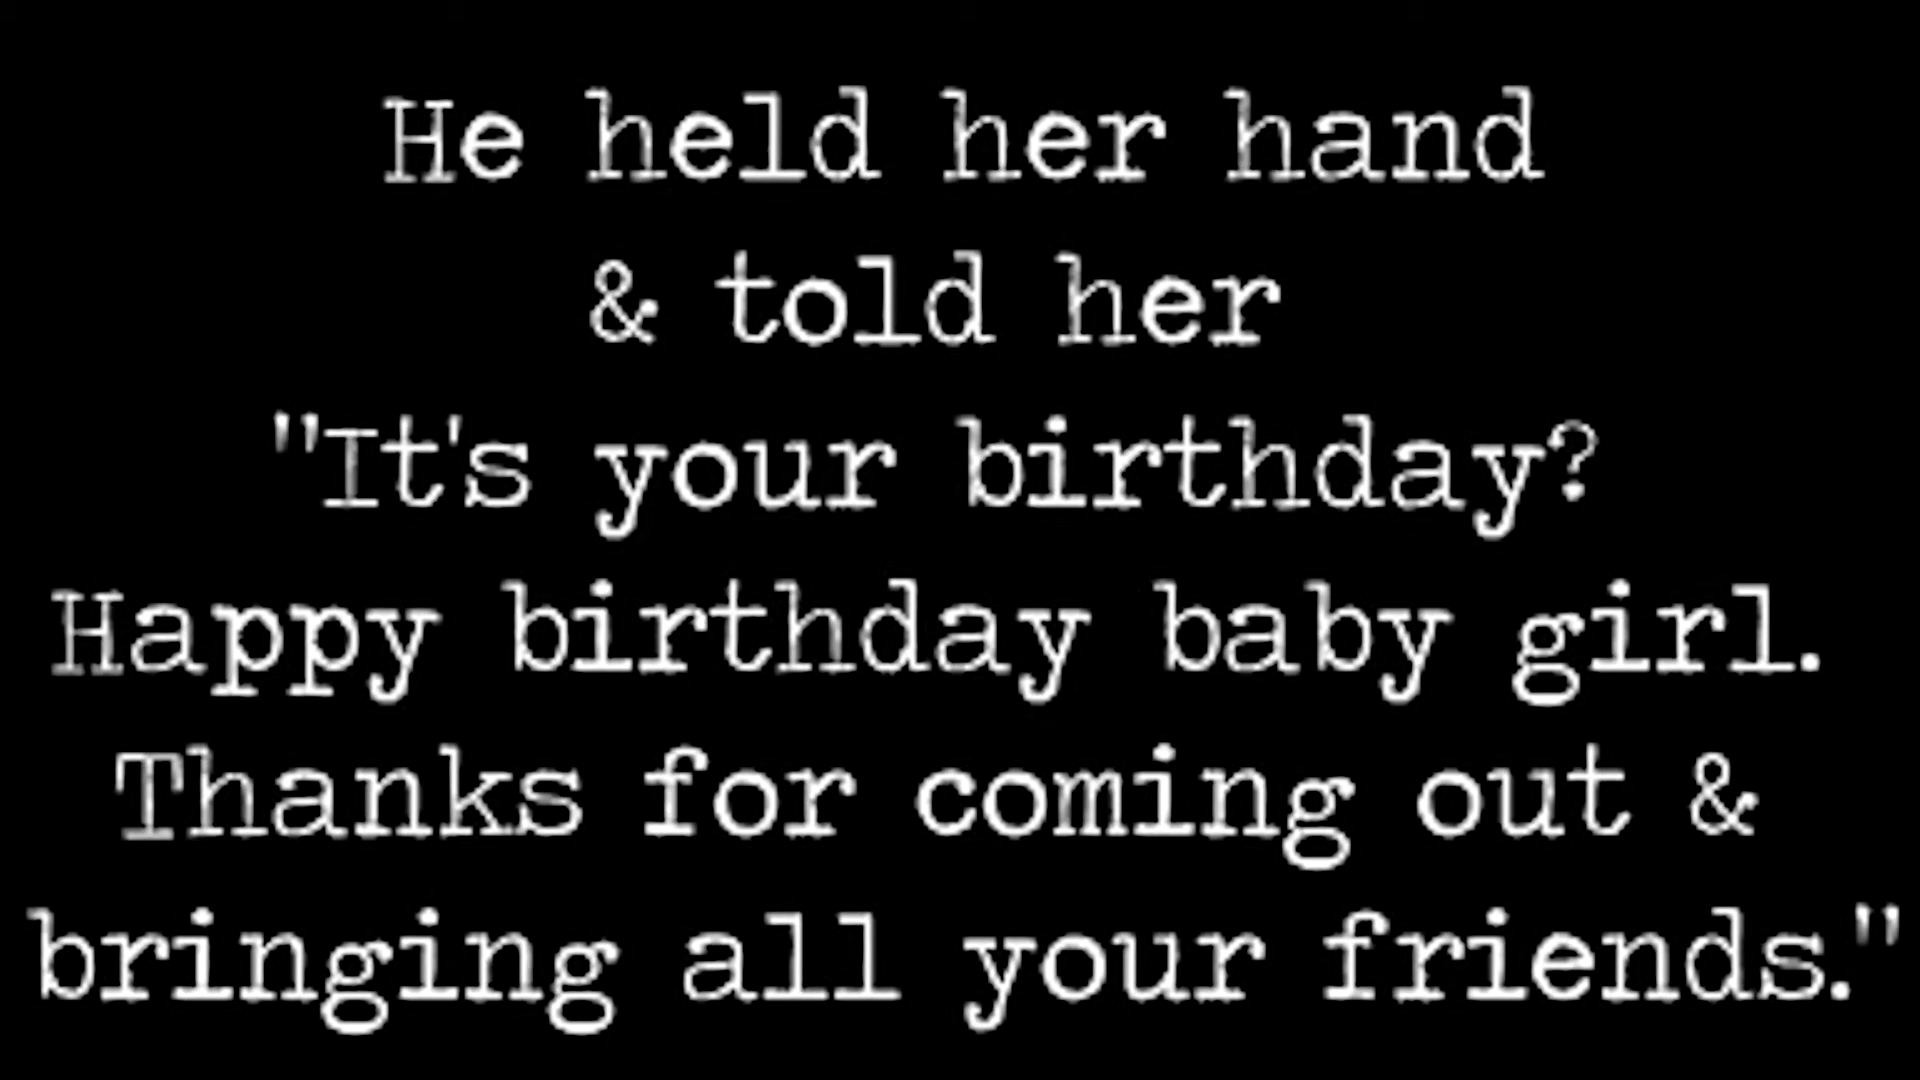 He held her hand
& told her
"It's your birthday?
Happy birthday baby girl.
Thanks for coming out &
bringing all your friends."